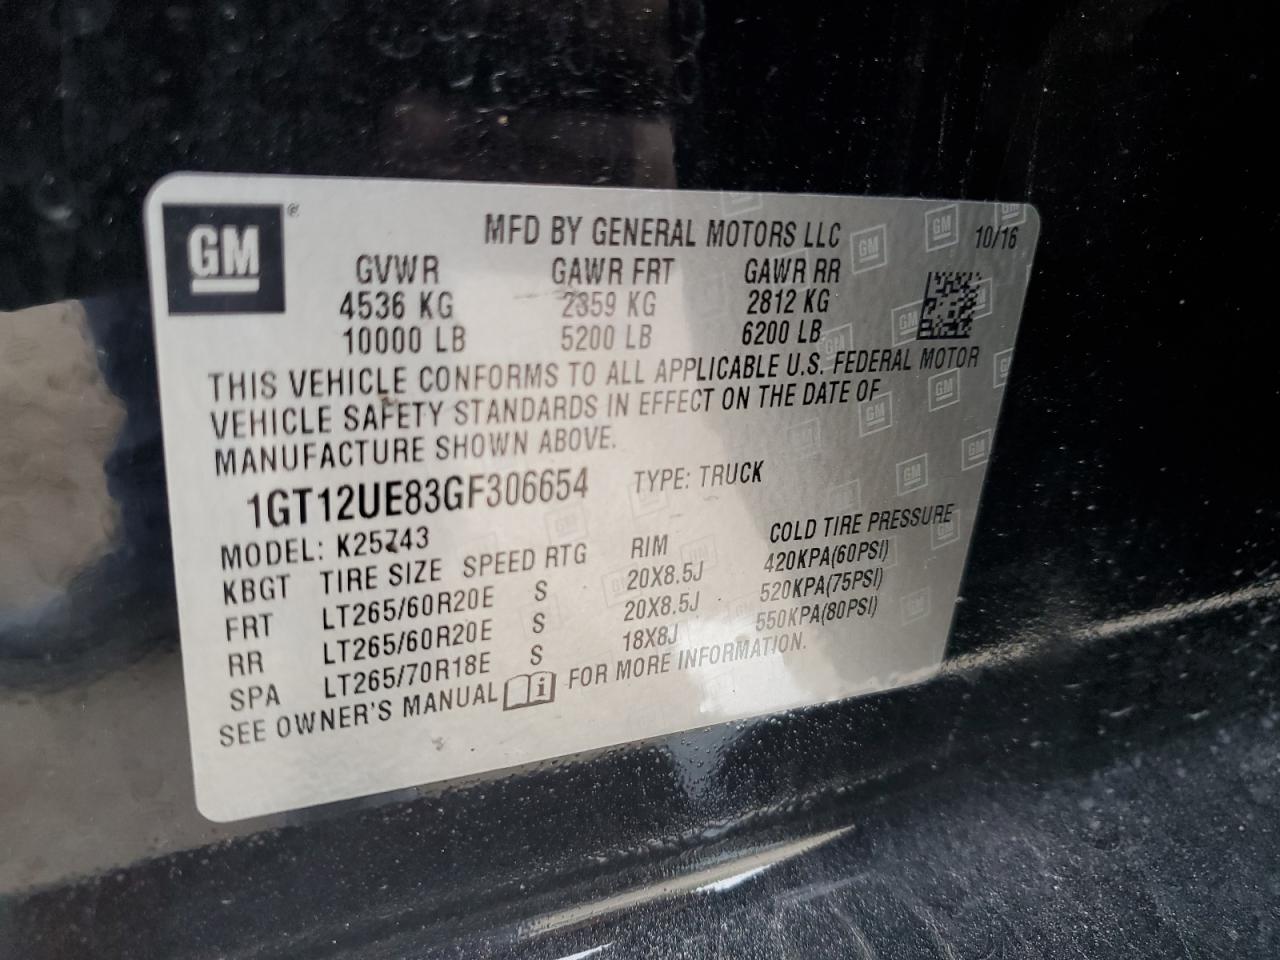 GM®
MFD BY GENERAL MOTORS LLC
10/16
GVWR GAWR FRT GAWR RR
4536 KG 2359 KG 2812 KG
10000 LB 5200 LB 6200 LB
THIS VEHICLE CONFORMS TO ALL APPLICABLE U.S. FEDERAL MOTOR
VEHICLE SAFETY STANDARDS IN EFFECT ON THE DATE OF
MANUFACTURE SHOWN ABOVE.
1GT12UE83GF306654 TYPE: TRUCK
MODEL: K25743
KBGT TIRE SIZE SPEED RTG RIM COLD TIRE PRESSURE
FRT LT265/60R20E S 20X8.5J 420KPA(60PSI)
RR LT265/60R20E S 20X8.5J 520KPA(75PSI)
SPA LT265/70R18E S 18X8J 550KPA(80PSI)
SEE OWNER'S MANUAL i FOR MORE INFORMATION.